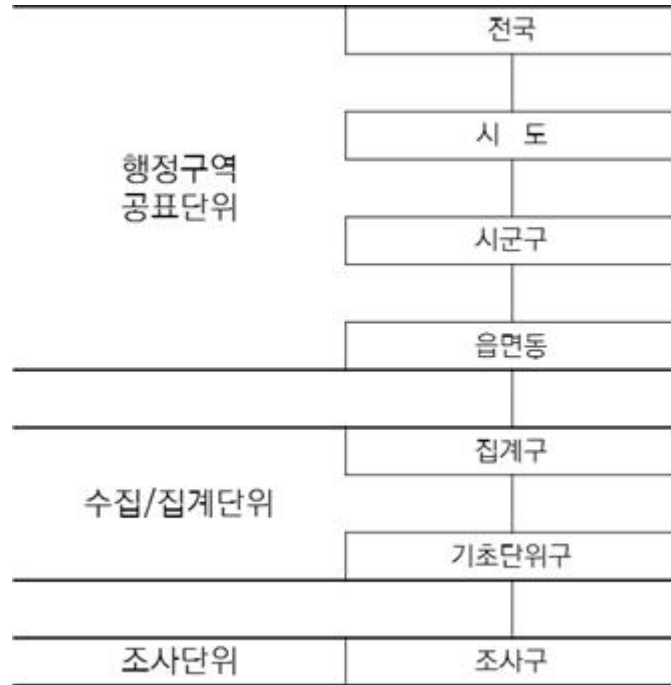 전국
시 도
행정구역
공표단위
시군구
읍면동
집계구
수집/집계단위
기초단위구
조사단위
조사구